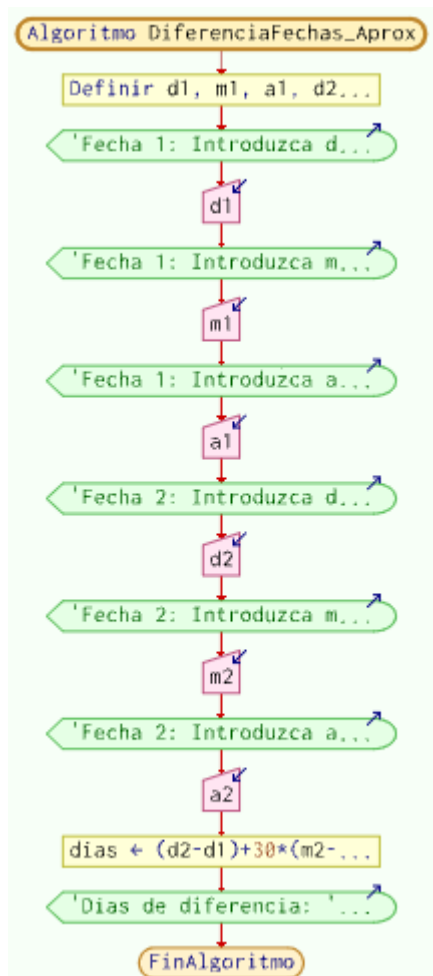 Algoritmo DiferenciaFechas_Aprox
Definir d1, m1, a1, d2...
'Fecha 1: Introduzca d...
d1
'Fecha 1: Introduzca m...
m1
'Fecha 1: Introduzca a...
a1
'Fecha 2: Introduzca d...
d2
'Fecha 2: Introduzca m...
m2
'Fecha 2: Introduzca a...
a2
dias ← (d2-d1)+30*(m2-...
'Dias de diferencia: '...
FinAlgoritmo